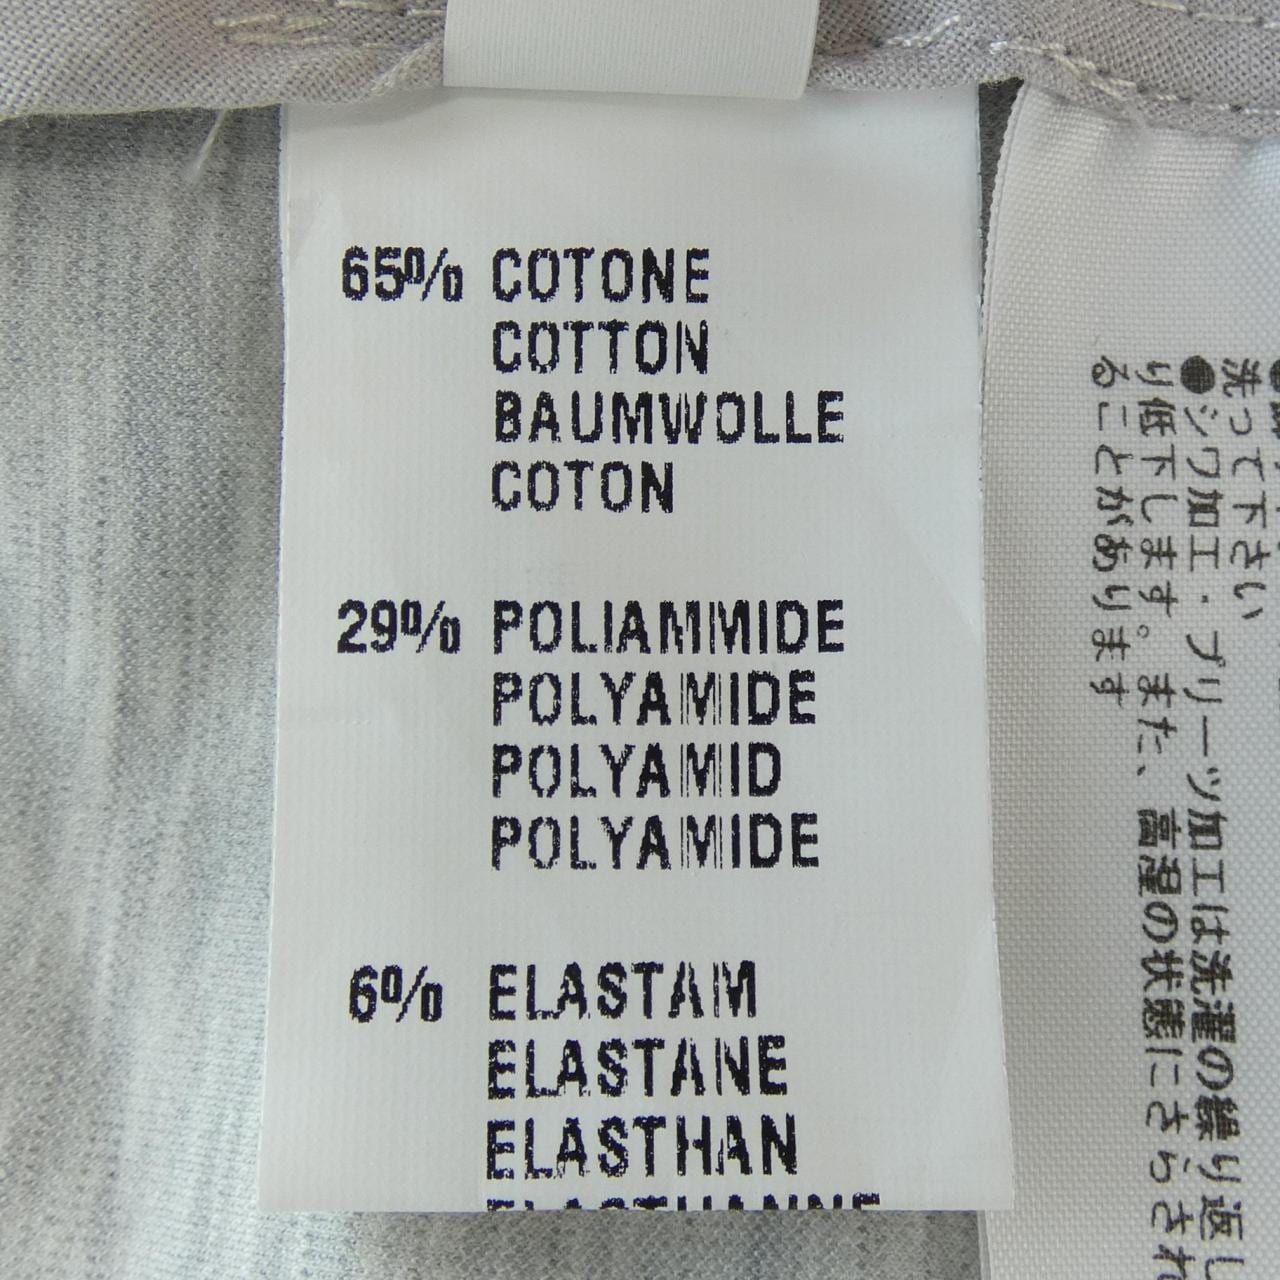 65% COTONE
COTTON
BAUMWOLLE
COTON
29% POLIAMMIDE
POLYAMIDE
POLYAMID
POLYAMIDE
6% ELASTAM
ELASTANE
ELASTHAN
ELASTHANNE
洗って下さい
●シワ加工・プリーツ加工は洗濯の繰り返し
り低下します。また、高温の状態にさらされ
ることがあります